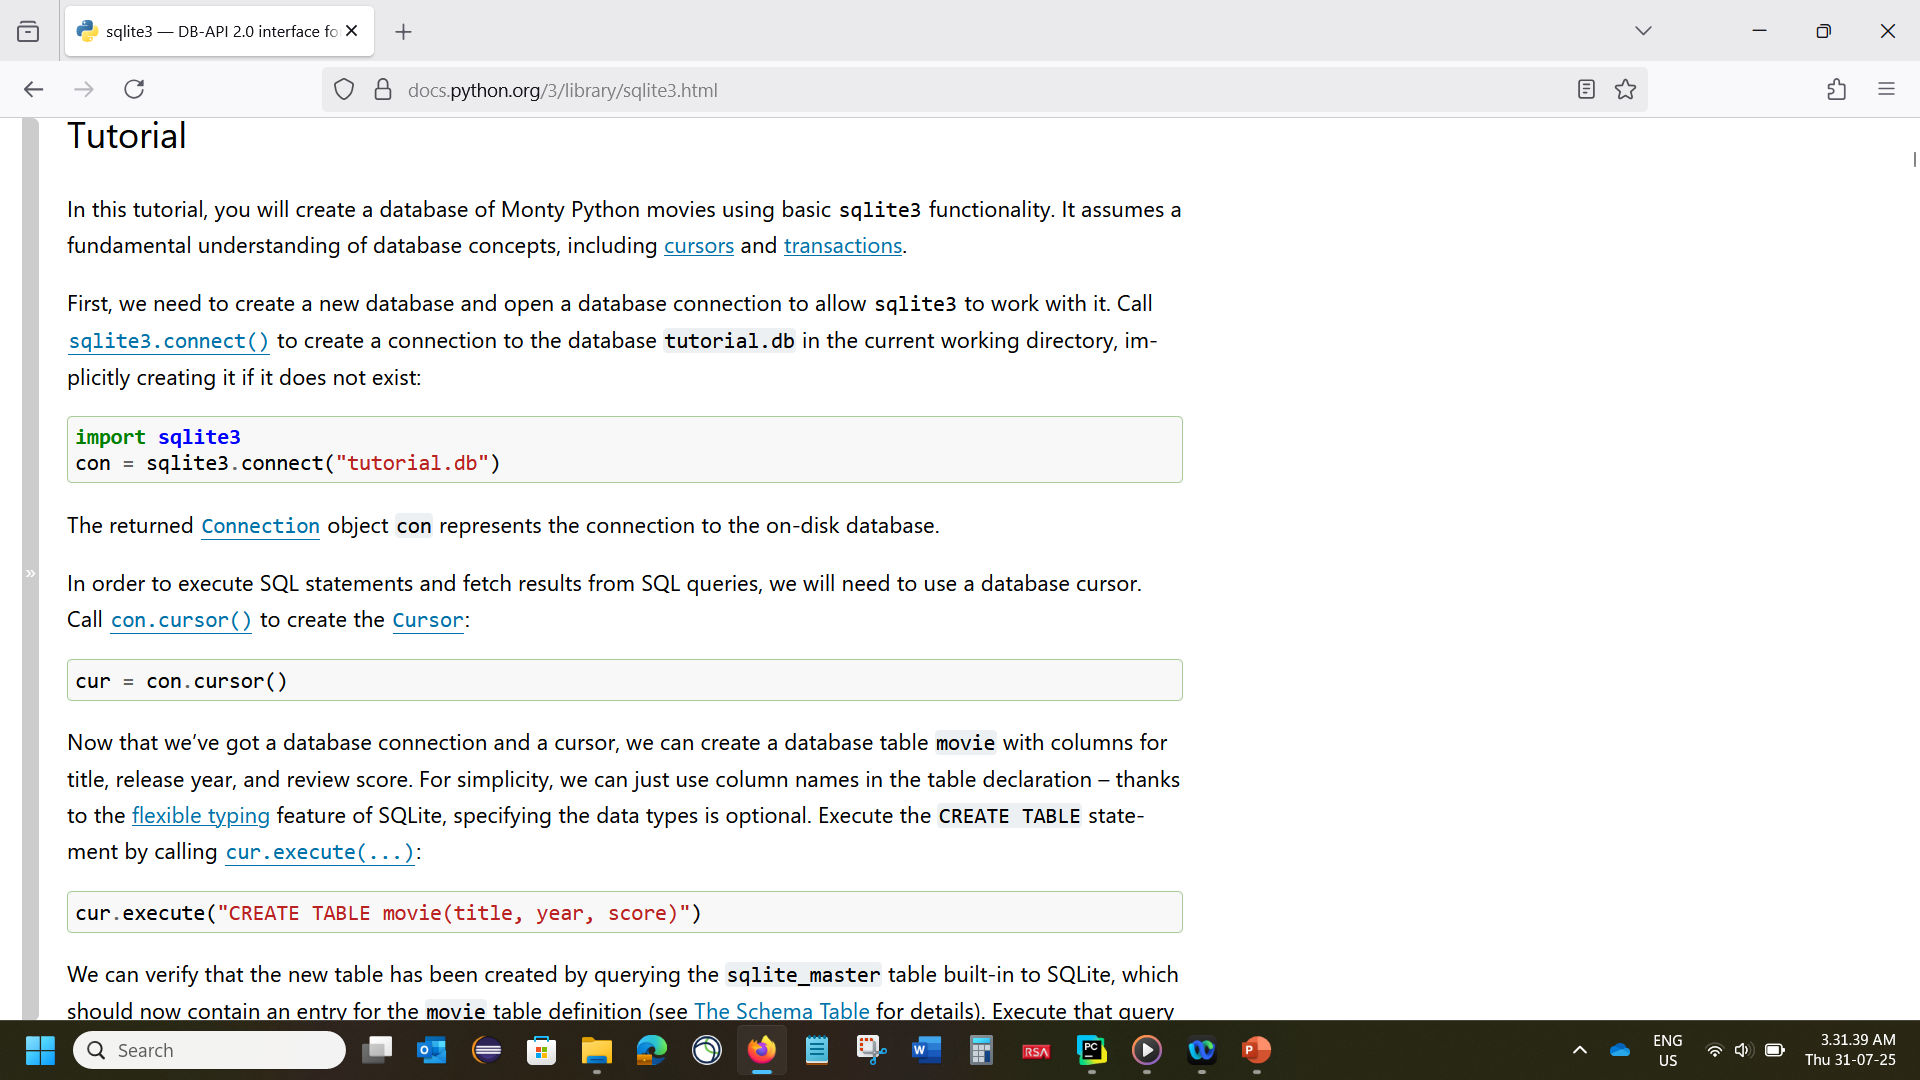 sqlite3 — DB-API 2.0 interface fo
docs.python.org/3/library/sqlite3.html
Tutorial
In this tutorial, you will create a database of Monty Python movies using basic sqlite3 functionality. It assumes a
fundamental understanding of database concepts, including cursors and transactions.
First, we need to create a new database and open a database connection to allow sqlite3 to work with it. Call
sqlite3.connect() to create a connection to the database tutorial.db in the current working directory, im-
plicitly creating it if it does not exist:
import sqlite3
con = sqlite3.connect("tutorial.db")
The returned Connection object con represents the connection to the on-disk database.
»
In order to execute SQL statements and fetch results from SQL queries, we will need to use a database cursor.
Call con.cursor() to create the Cursor:
cur = con.cursor()
Now that we’ve got a database connection and a cursor, we can create a database table movie with columns for
title, release year, and review score. For simplicity, we can just use column names in the table declaration – thanks
to the flexible typing feature of SQLite, specifying the data types is optional. Execute the CREATE TABLE state-
ment by calling cur.execute(...):
cur.execute("CREATE TABLE movie(title, year, score)")
We can verify that the new table has been created by querying the sqlite_master table built-in to SQLite, which
should now contain an entry for the movie table definition (see The Schema Table for details). Execute that query
Search
RSA
PC
ENG
US
3.31.39 AM
Thu 31-07-25